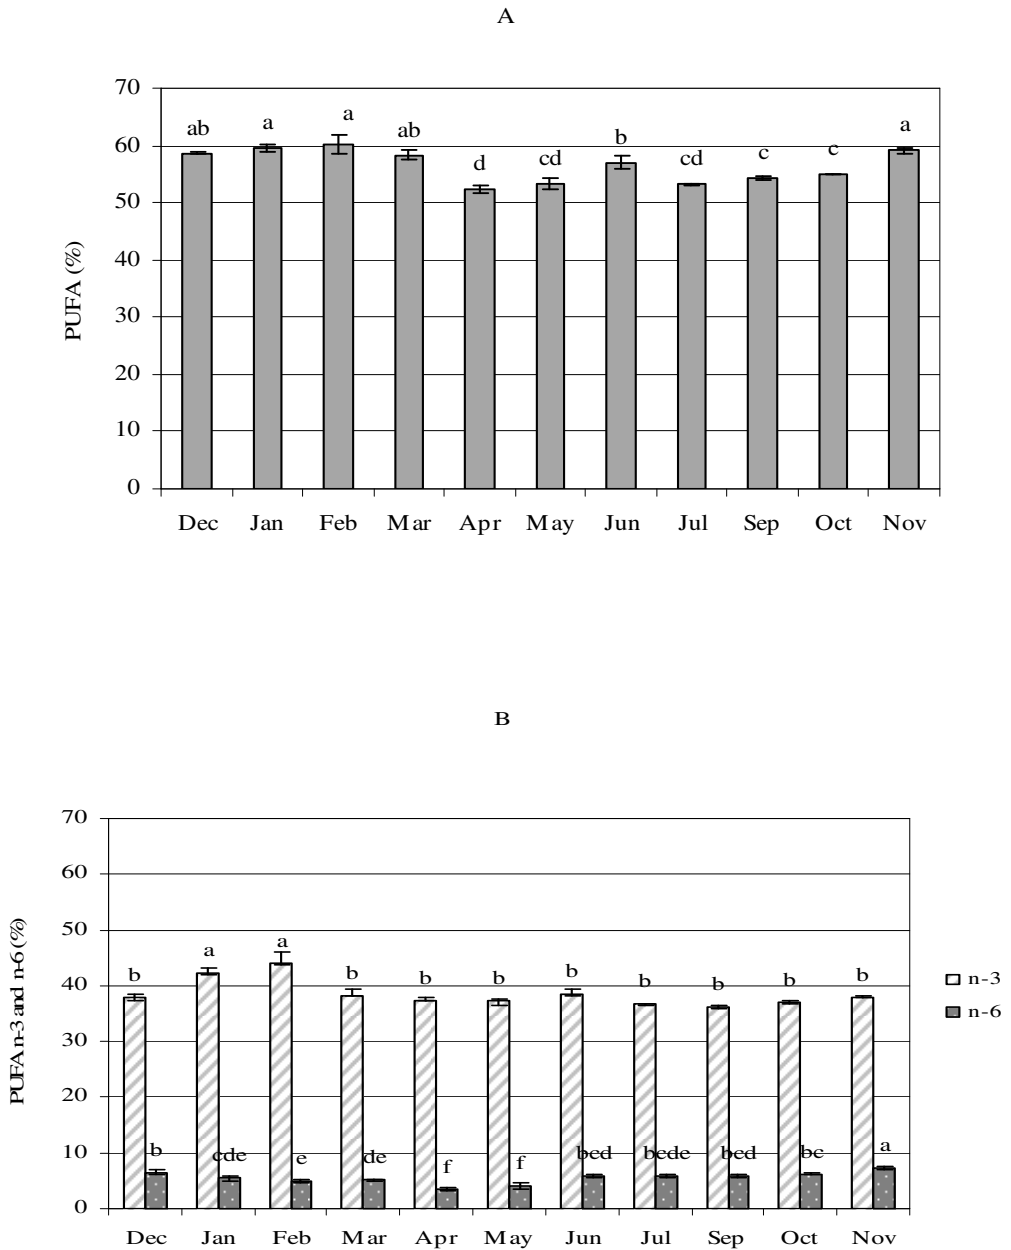 A
70
60
50
40
30
20
10
0
PUFA (%)
ab a a ab d cd b cd c c a
Dec Jan Feb Mar Apr May Jun Jul Sep Oct Nov
B
70
60
50
40
30
20
10
0
PUFA n-3 and n-6 (%)
b a a b b b b b b b b
b cde e de f f bcd bcde bcd bc a
n-3
n-6
Dec Jan Feb Mar Apr May Jun Jul Sep Oct Nov